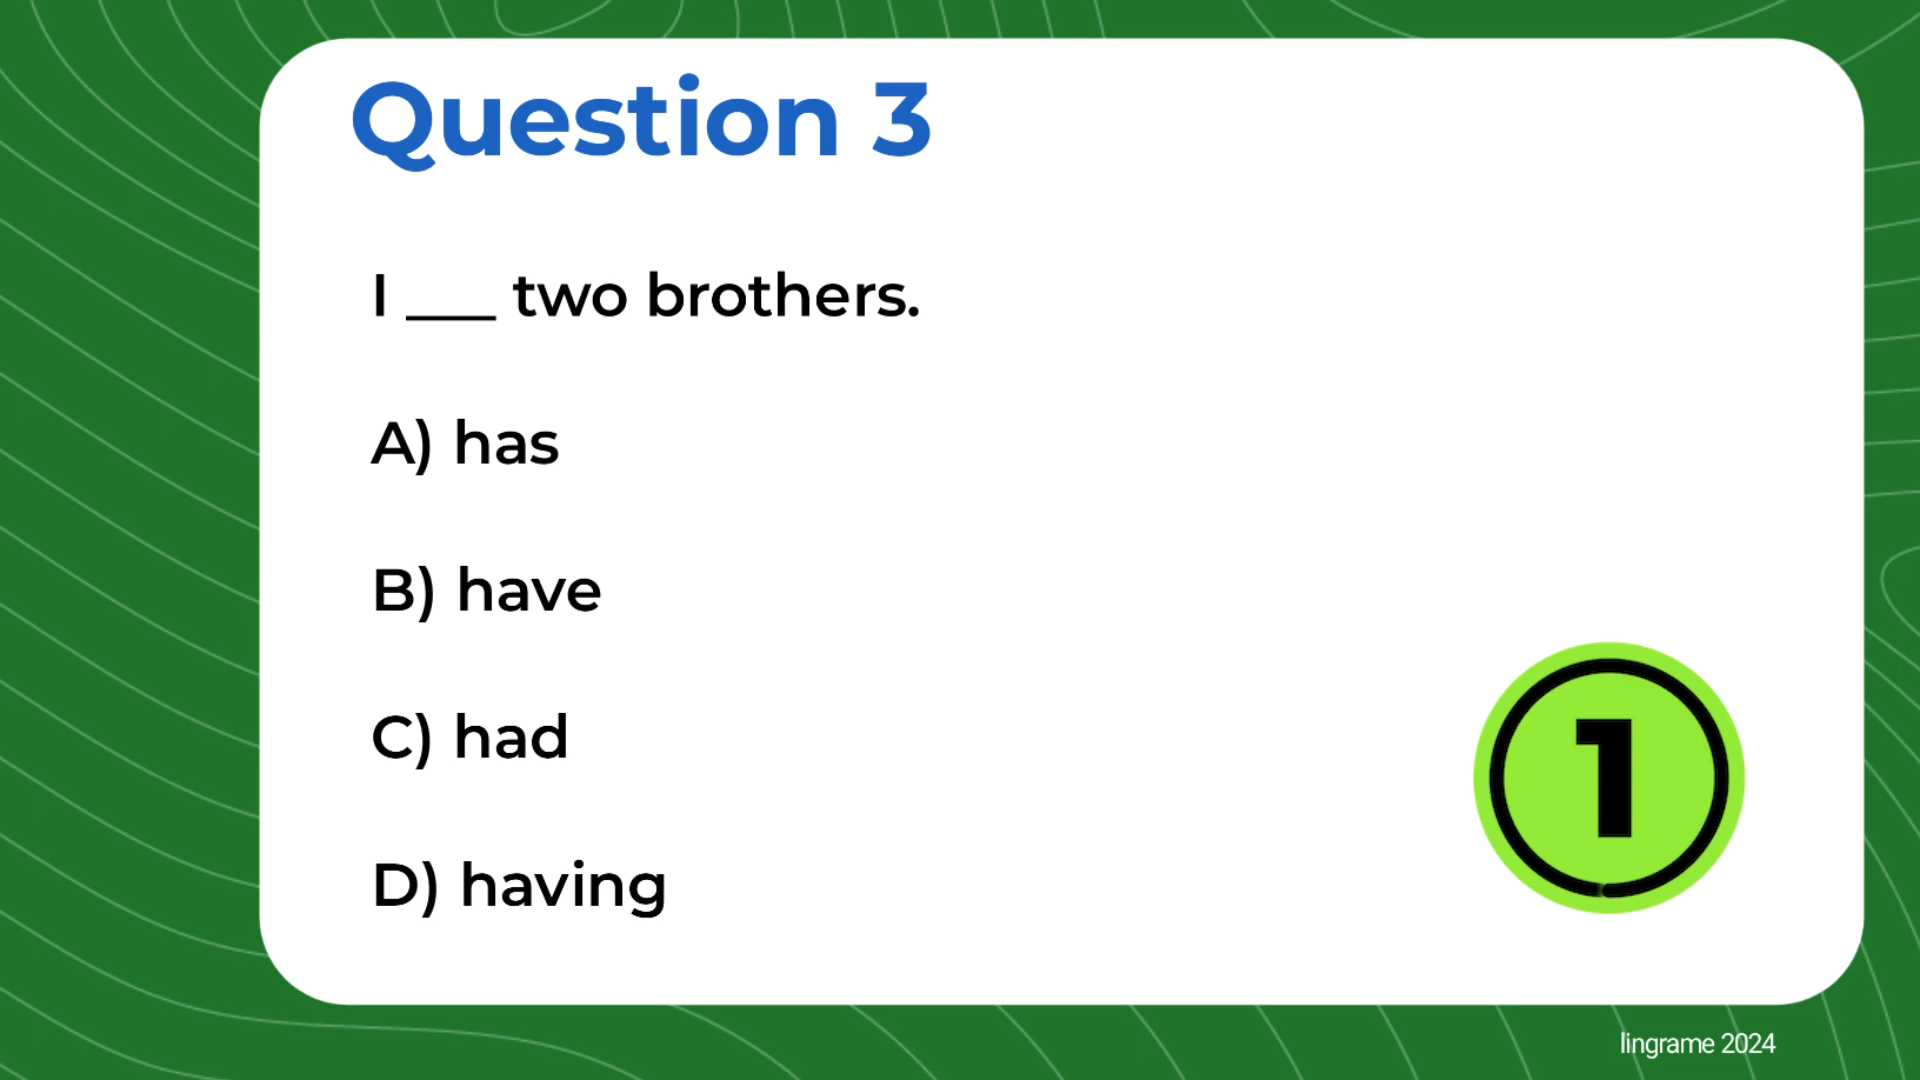 Question 3
I ___ two brothers.
A) has
B) have
C) had
D) having
1
lingrame 2024